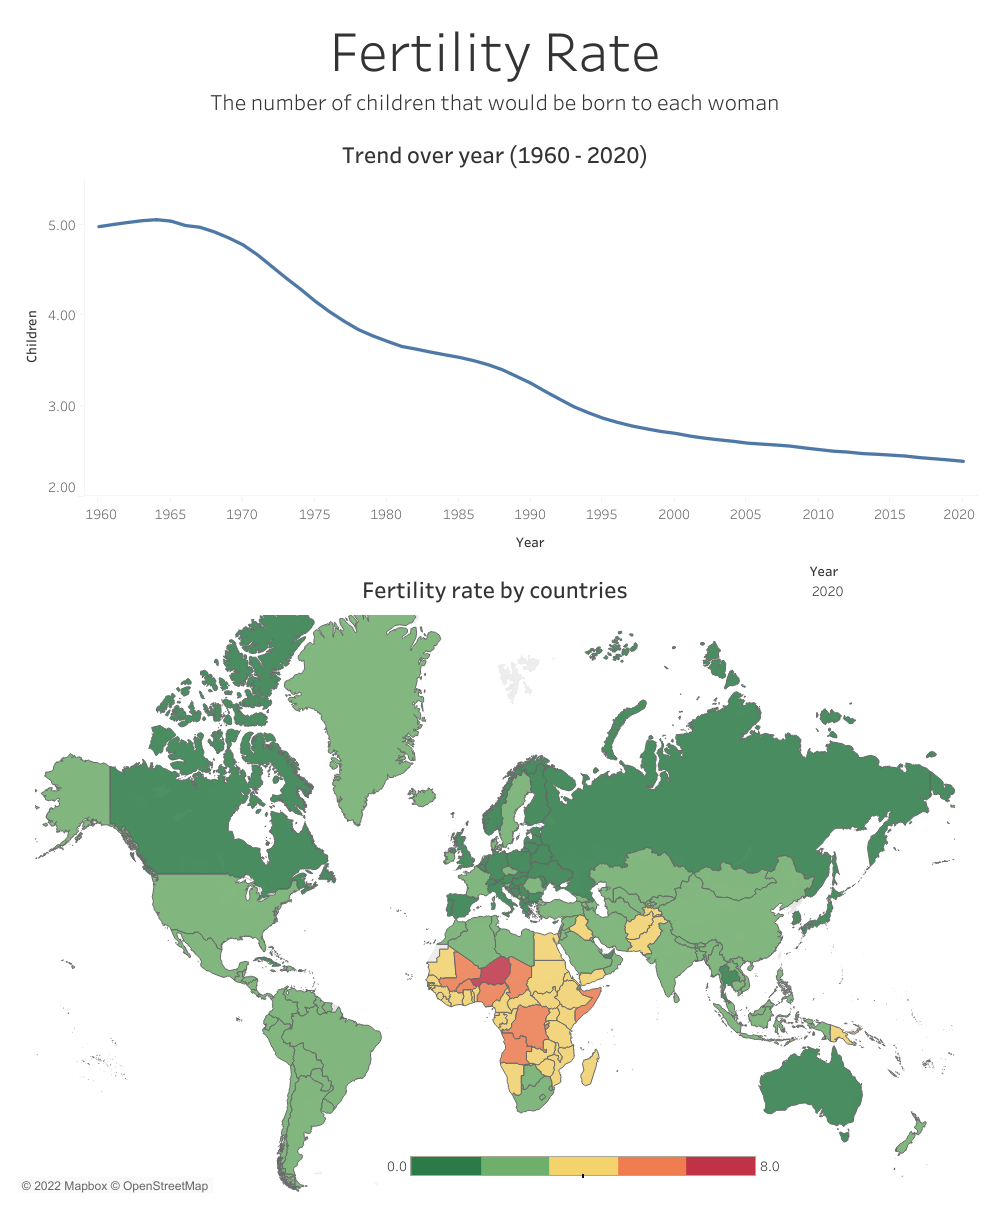 Fertility Rate
The number of children that would be born to each woman
Trend over year (1960 - 2020)
5.00
4.00
3.00
2.00
Children
1960 1965 1970 1975 1980 1985 1990 1995 2000 2005 2010 2015 2020
Year
Year
2020
Fertility rate by countries
0.0 8.0
© 2022 Mapbox © OpenStreetMap